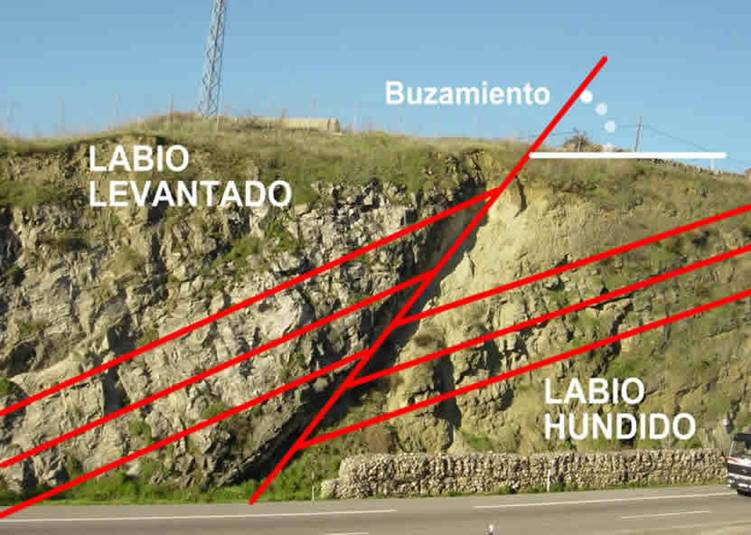 Buzamiento
LABIO
LEVANTADO
LABIO
HUNDIDO